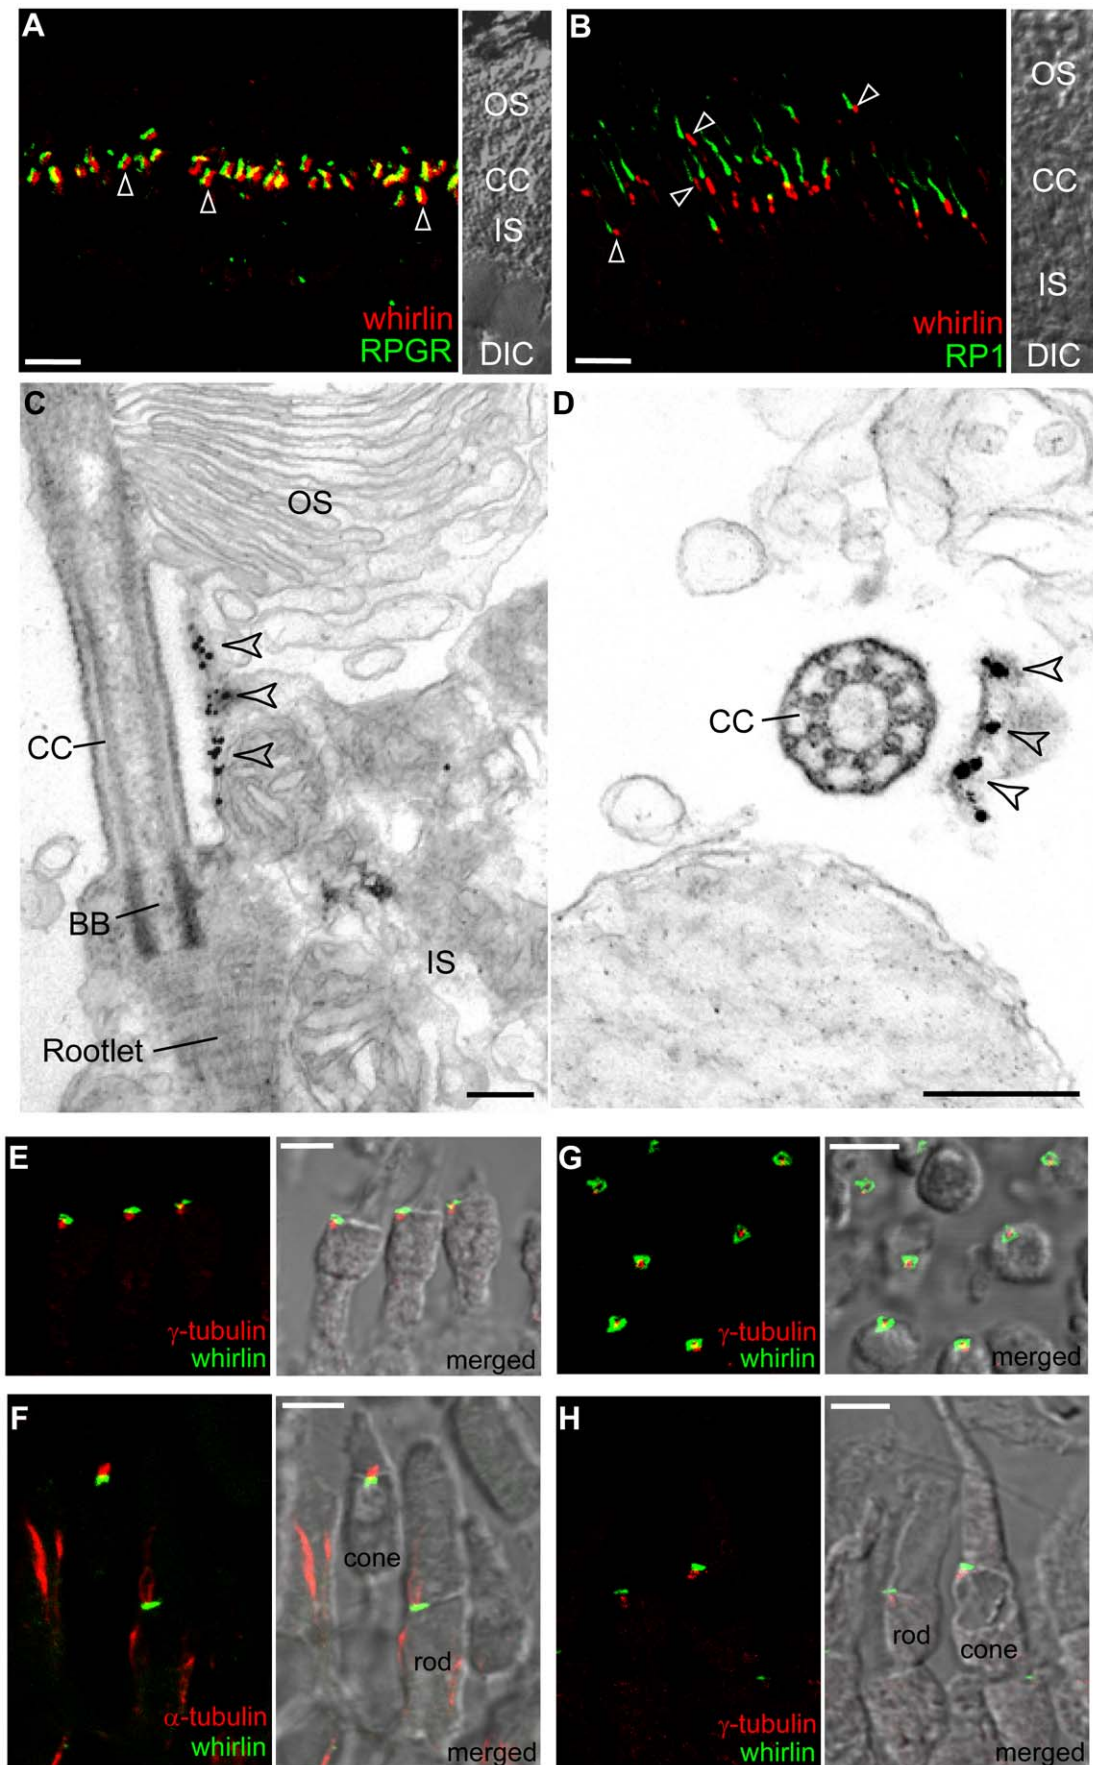 A
OS
CC
IS
whirlin
RPGR
DIC
B
OS
CC
IS
whirlin
RP1
DIC
C
OS
CC
BB
IS
Rootlet
D
CC
E
γ-tubulin
whirlin
merged
G
γ-tubulin
whirlin
merged
F
cone
rod
α-tubulin
whirlin
merged
H
rod
cone
γ-tubulin
whirlin
merged